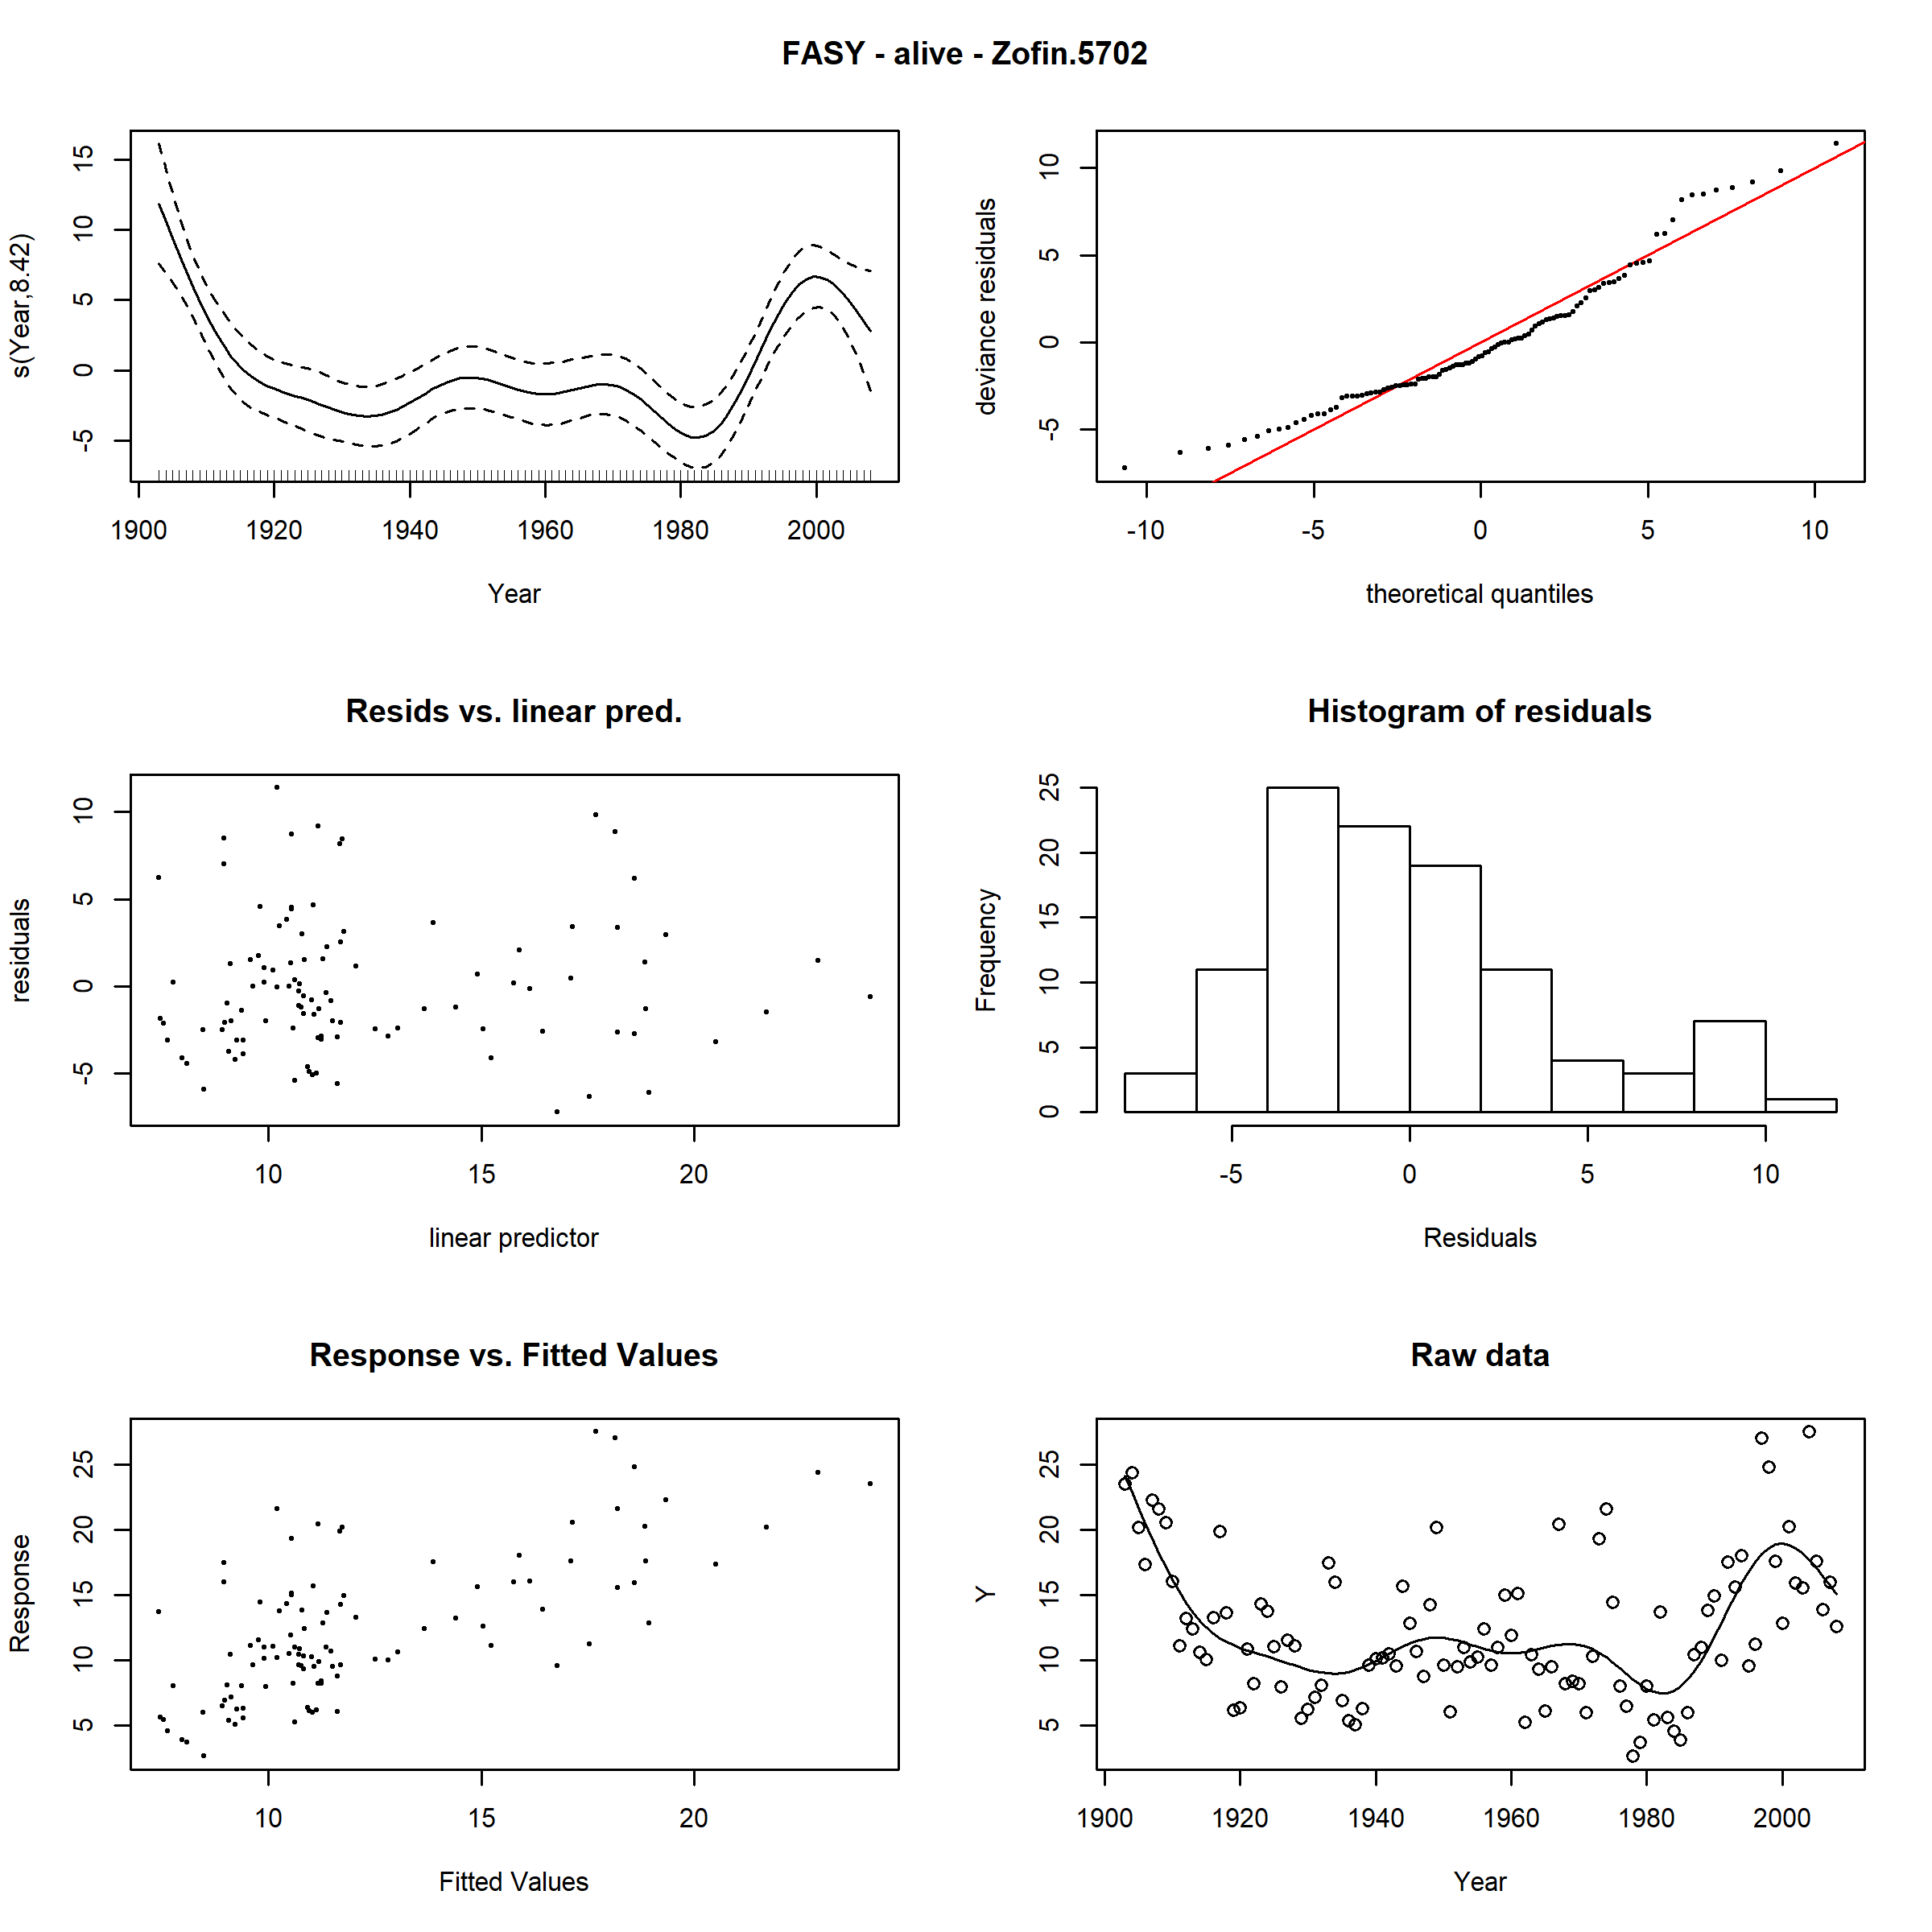 FASY - alive - Zofin.5702
s(Year,8.42)
15
10
5
0
-5
1900 1920 1940 1960 1980 2000
Year
deviance residuals
10
5
0
-5
-10 -5 0 5 10
theoretical quantiles
Resids vs. linear pred.
residuals
10
5
0
-5
10 15 20
linear predictor
Histogram of residuals
Frequency
25
20
15
10
5
0
-5 0 5 10
Residuals
Response vs. Fitted Values
Response
25
20
15
10
5
10 15 20
Fitted Values
Raw data
Y
25
20
15
10
5
1900 1920 1940 1960 1980 2000
Year